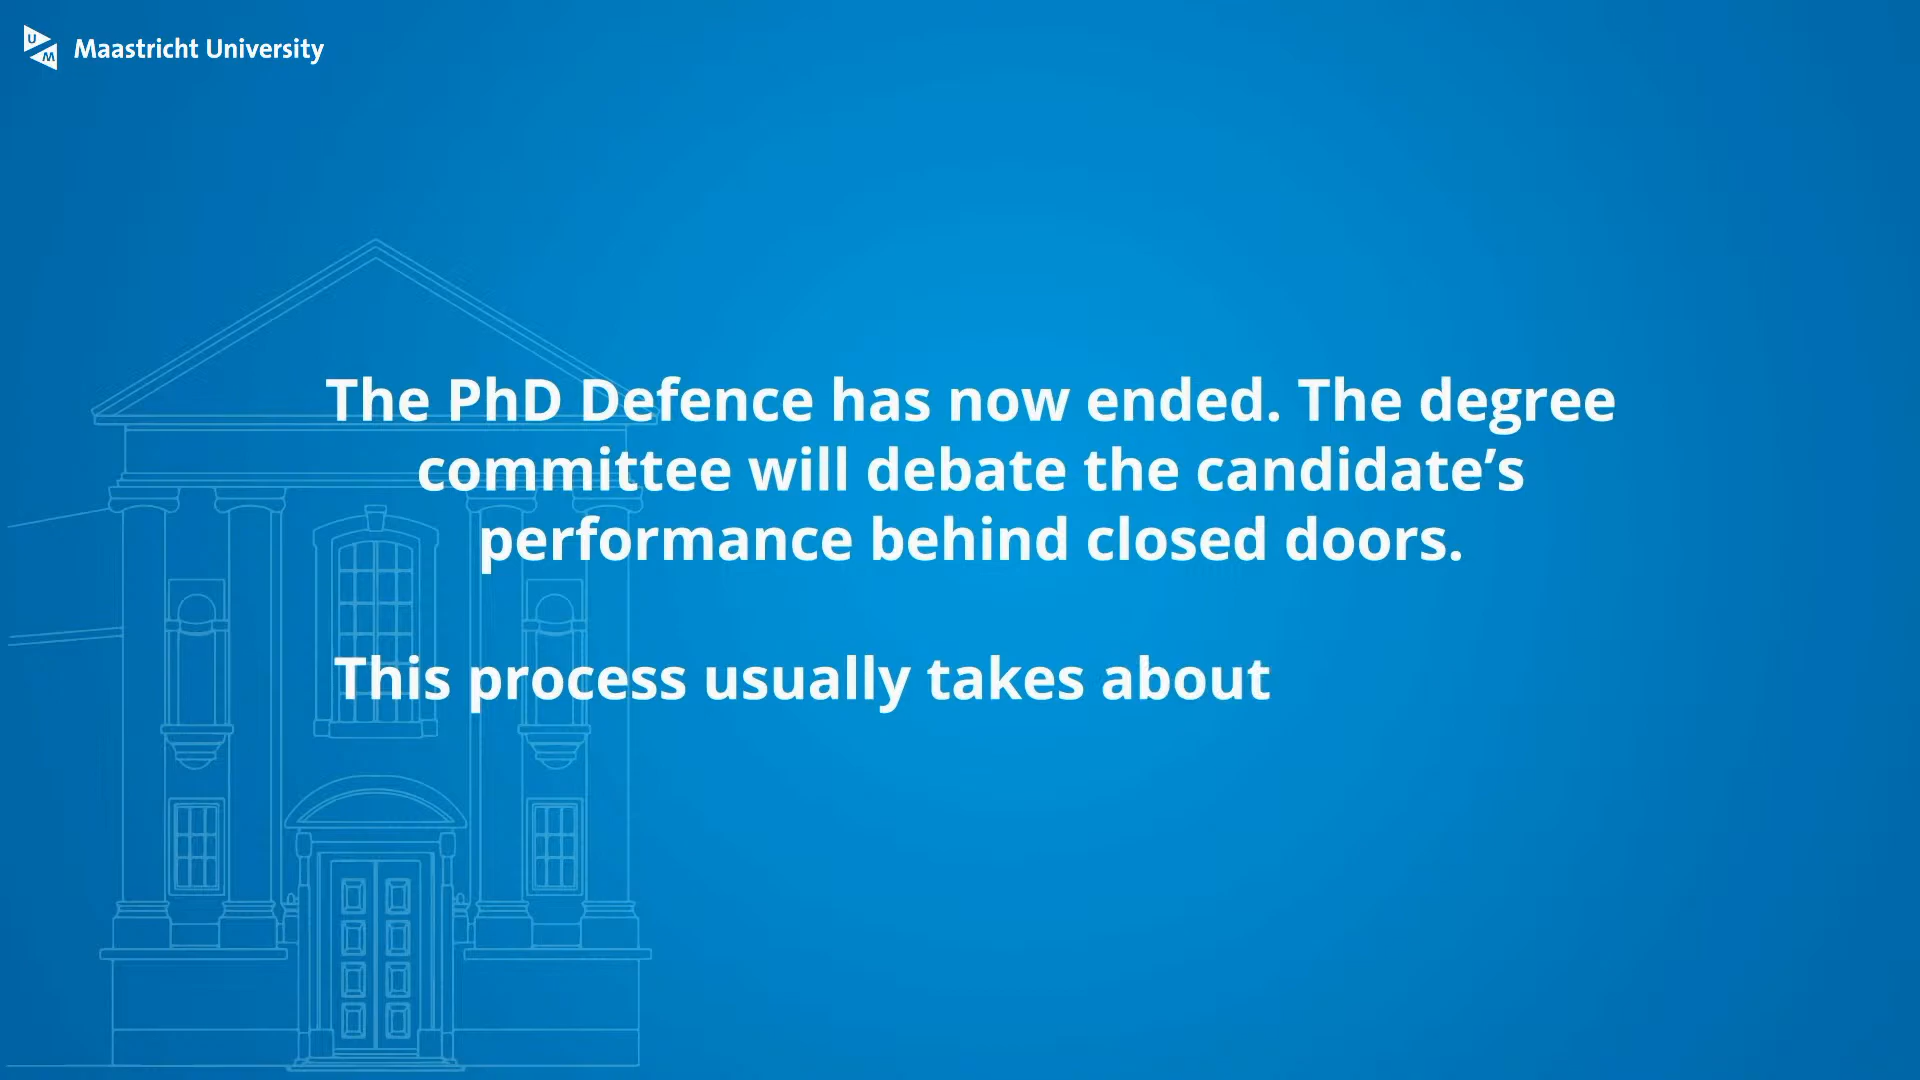 U
M
Maastricht University
The PhD Defence has now ended. The degree
committee will debate the candidate’s
performance behind closed doors.
This process usually takes about